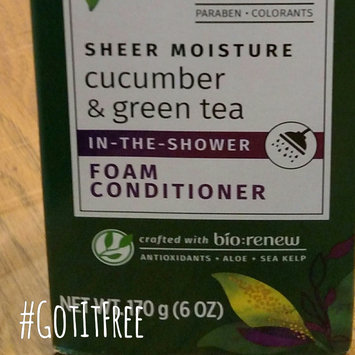 PARABEN • COLORANTS
SHEER MOISTURE
cucumber
& green tea
IN-THE-SHOWER
FOAM
CONDITIONER
crafted with bio:renew
ANTIOXIDANTS • ALOE • SEA KELP
NET WT. 170 g (6 OZ)
#GOTITFREE